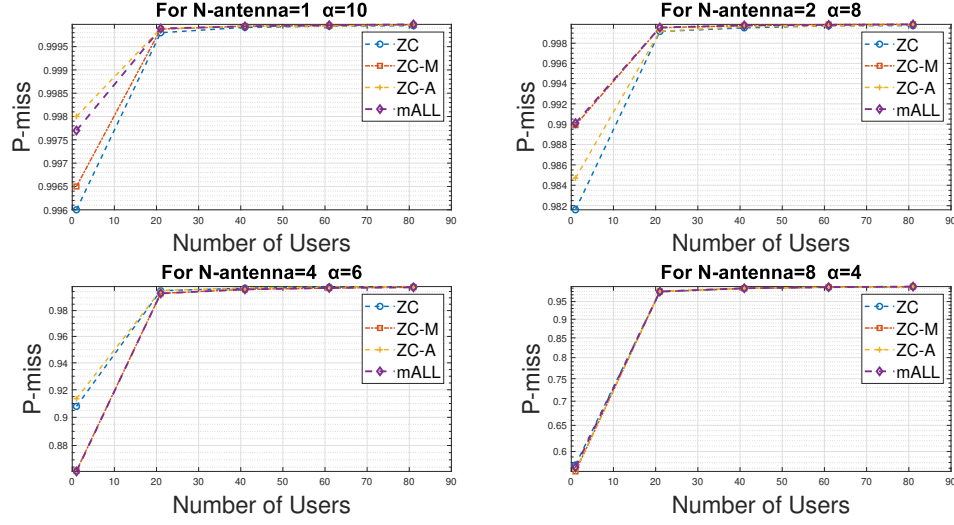 For N-antenna=1 α=10
0.9995
0.999
0.9985
0.998
0.9975
0.997
0.9965
0.996
P-miss
0 10 20 30 40 50 60 70 80 90
Number of Users
ZC
ZC-M
ZC-A
mALL
For N-antenna=2 α=8
0.998
0.996
0.994
0.992
0.99
0.988
0.986
0.984
0.982
P-miss
0 10 20 30 40 50 60 70 80 90
Number of Users
ZC
ZC-M
ZC-A
mALL
For N-antenna=4 α=6
0.98
0.96
0.94
0.92
0.9
0.88
P-miss
0 10 20 30 40 50 60 70 80 90
Number of Users
ZC
ZC-M
ZC-A
mALL
For N-antenna=8 α=4
0.95
0.9
0.85
0.8
0.75
0.7
0.6
P-miss
0 10 20 30 40 50 60 70 80 90
Number of Users
ZC
ZC-M
ZC-A
mALL